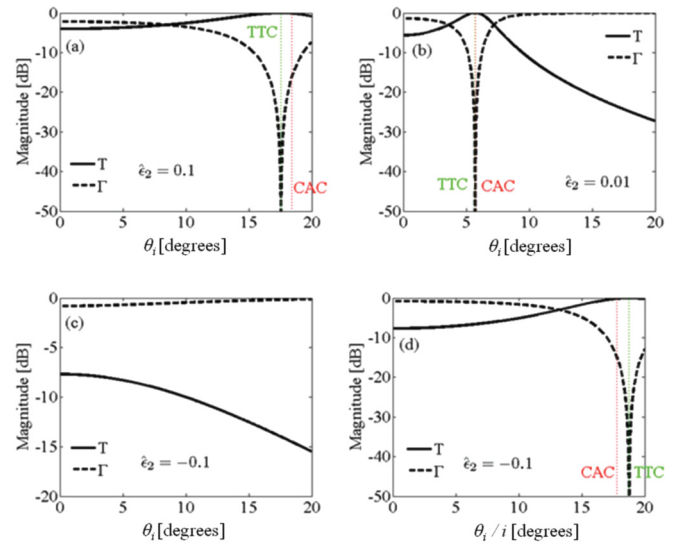 0
-10
-20
-30
-40
-50
Magnitude [dB]
(a)
TTC
CAC
T
Γ
ε̂₂ = 0.1
0 5 10 15 20
θᵢ [degrees]
0
-10
-20
-30
-40
-50
Magnitude [dB]
(b)
T
Γ
TTC CAC
ε̂₂ = 0.01
0 5 10 15 20
θᵢ [degrees]
0
-5
-10
-15
-20
Magnitude [dB]
(c)
T
Γ
ε̂₂ = −0.1
0 5 10 15 20
θᵢ [degrees]
0
-10
-20
-30
-40
-50
Magnitude [dB]
(d)
T
Γ
ε̂₂ = −0.1
CAC TTC
0 5 10 15 20
θᵢ / i [degrees]